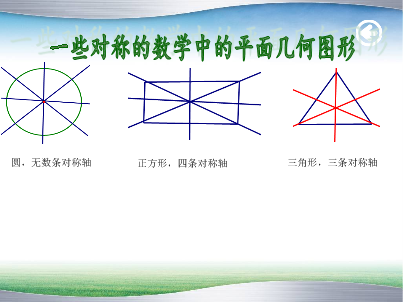 一些对称的数学中的平面几何图形
圆，无数条对称轴
正方形，四条对称轴
三角形，三条对称轴